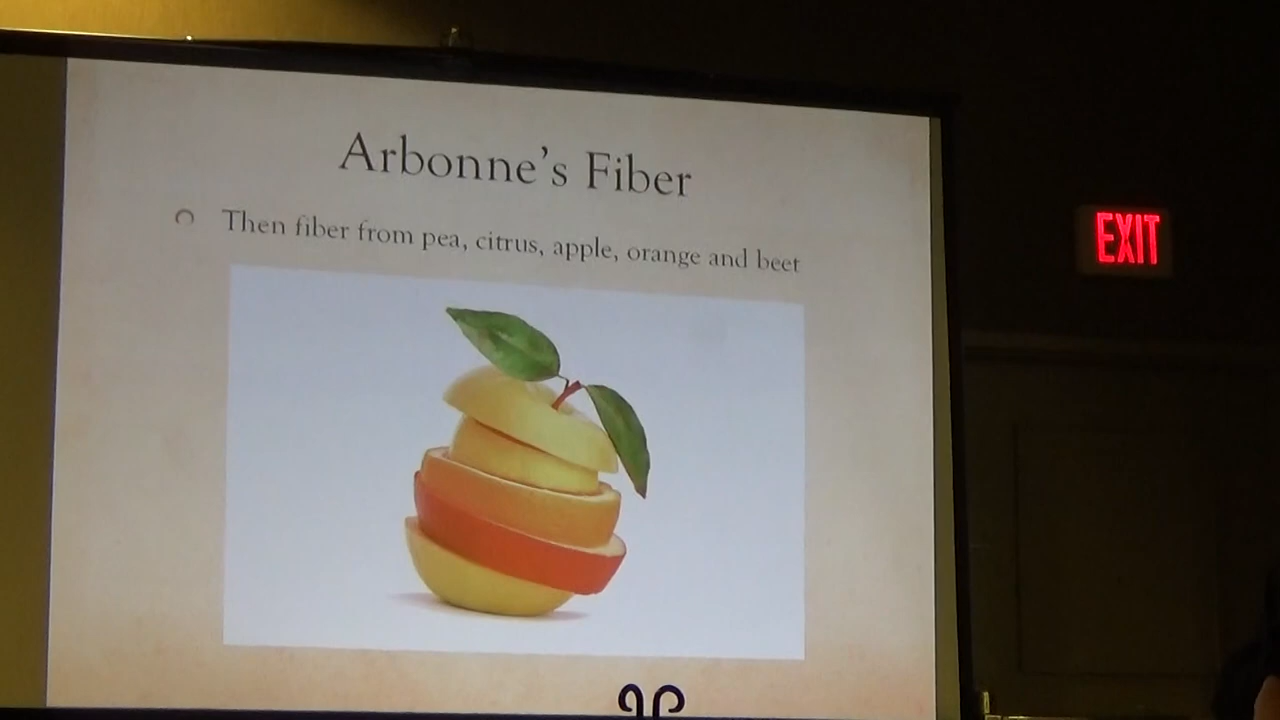 Arbonne's Fiber
Then fiber from pea, citrus, apple, orange and beet
EXIT